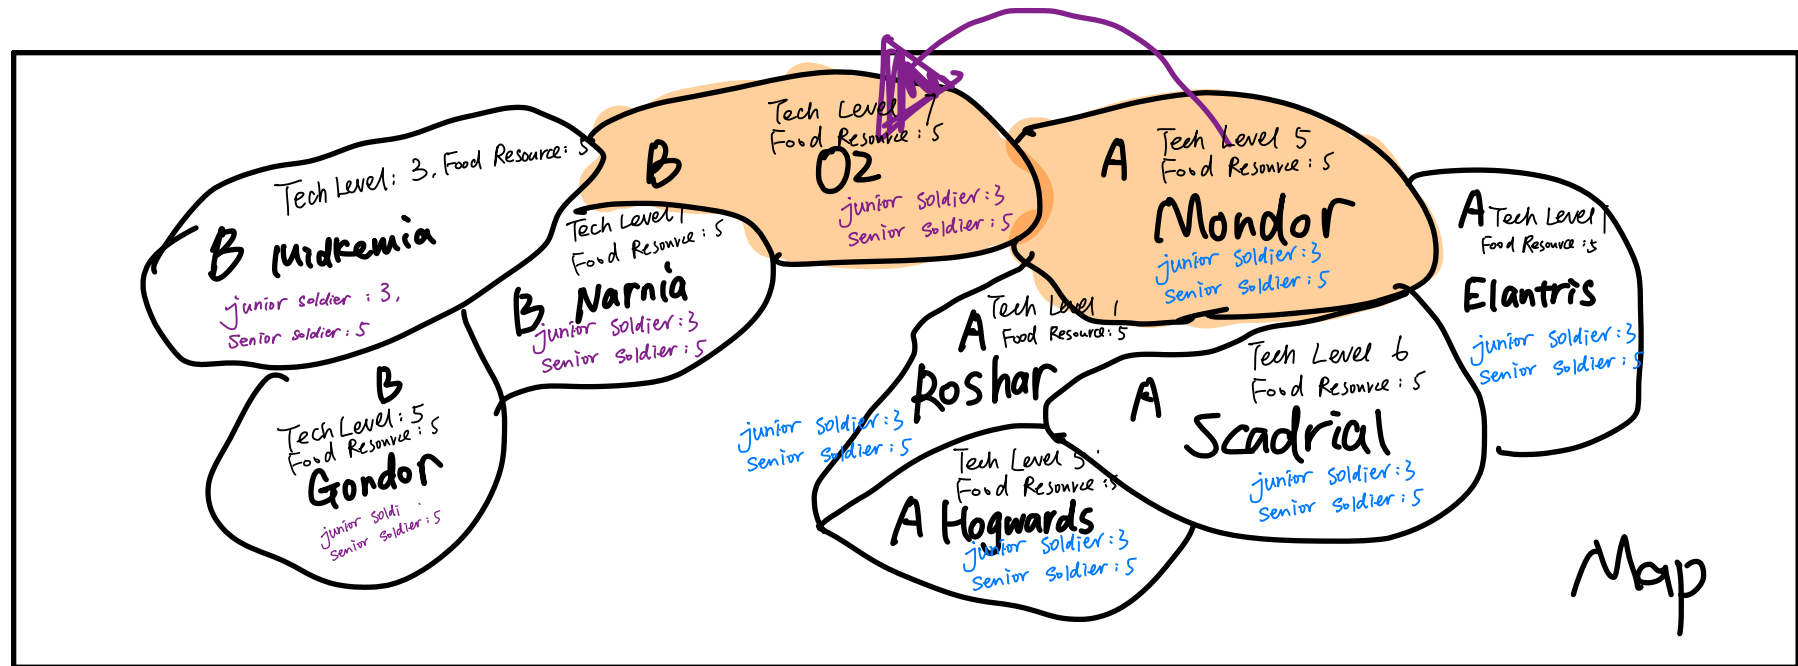 Tech Level: 3, Food Resource: 5
B Midkemia
junior soldier : 3,
senior soldier : 5
Tech Level 7
Food Resource: 5
B OZ
junior soldier: 3
senior soldier: 5
Tech Level 1
Food Resource: 5
B Narnia
junior soldier: 3
senior soldier: 5
B
Tech Level: 5
Food Resource: 5
Gondor
junior soldi
senior soldier: 5
A Tech Level 5
Food Resource: 5
Mondor
junior soldier: 3
senior soldier: 5
A Tech Level 1
Food Resource: 5
Elantris
junior soldier: 3
senior soldier: 5
A Tech Level 1
Food Resource: 5
Roshar
junior soldier: 3
senior soldier: 5
Tech Level 6
Food Resource: 5
A Scadrial
junior soldier: 3
senior soldier: 5
Tech Level 5
Food Resource: 5
A Hogwards
junior soldier: 3
senior soldier: 5
Map